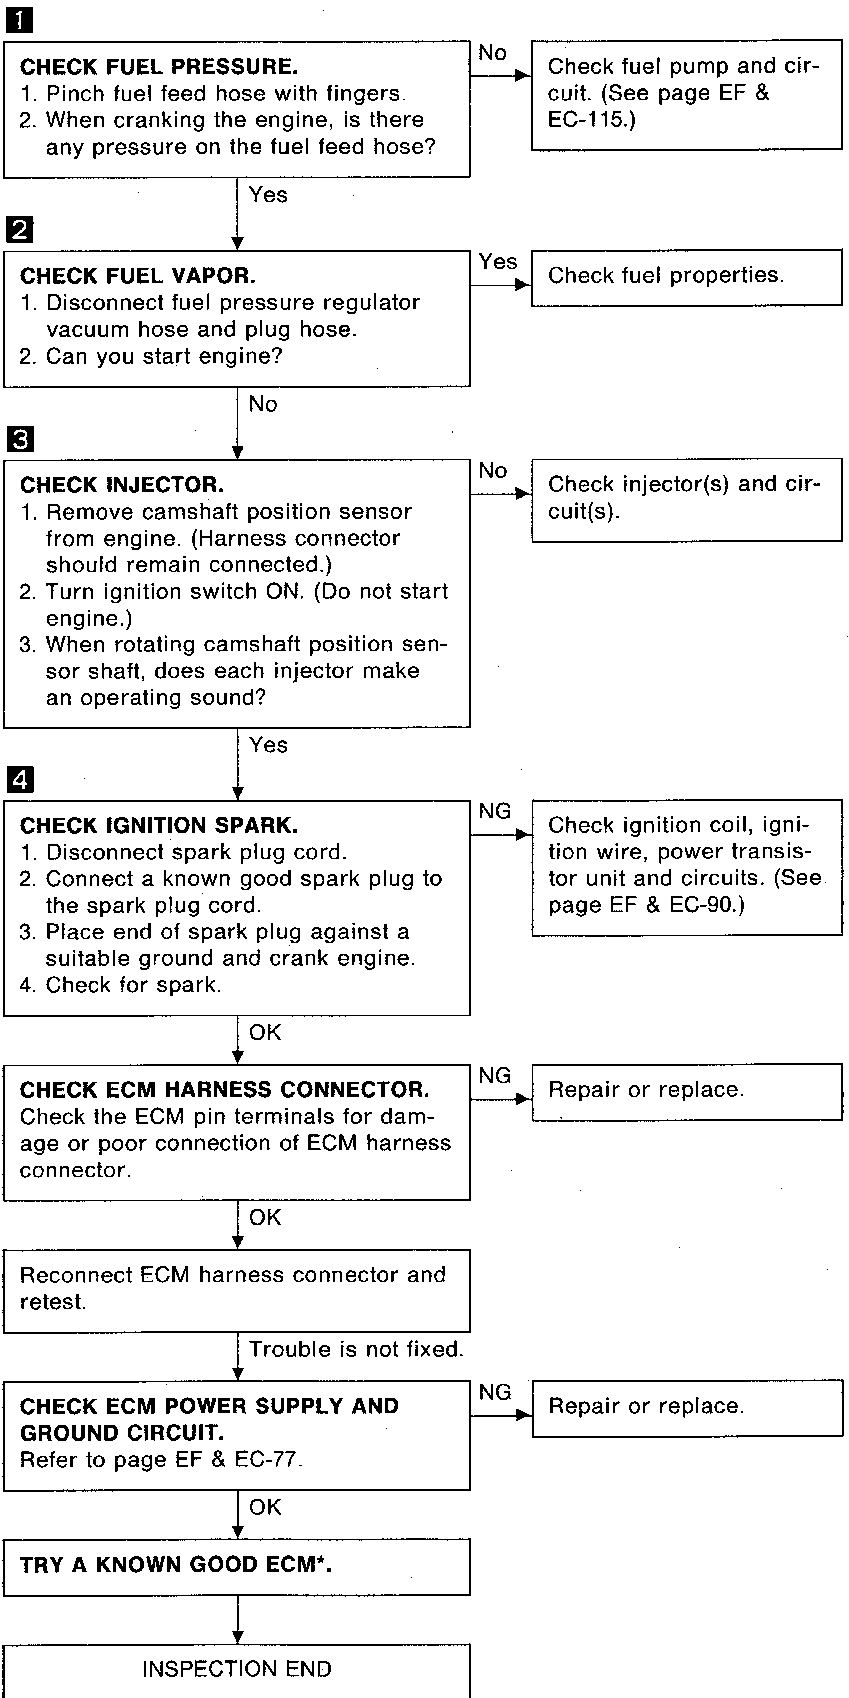 1
CHECK FUEL PRESSURE.
1. Pinch fuel feed hose with fingers.
2. When cranking the engine, is there
any pressure on the fuel feed hose?
No
Check fuel pump and cir-
cuit. (See page EF &
EC-115.)
Yes
2
CHECK FUEL VAPOR.
1. Disconnect fuel pressure regulator
vacuum hose and plug hose.
2. Can you start engine?
Yes
Check fuel properties.
No
3
CHECK INJECTOR.
1. Remove camshaft position sensor
from engine. (Harness connector
should remain connected.)
2. Turn ignition switch ON. (Do not start
engine.)
3. When rotating camshaft position sen-
sor shaft, does each injector make
an operating sound?
No
Check injector(s) and cir-
cuit(s).
Yes
4
CHECK IGNITION SPARK.
1. Disconnect spark plug cord.
2. Connect a known good spark plug to
the spark plug cord.
3. Place end of spark plug against a
suitable ground and crank engine.
4. Check for spark.
NG
Check ignition coil, igni-
tion wire, power transis-
tor unit and circuits. (See
page EF & EC-90.)
OK
CHECK ECM HARNESS CONNECTOR.
Check the ECM pin terminals for dam-
age or poor connection of ECM harness
connector.
NG
Repair or replace.
OK
Reconnect ECM harness connector and
retest.
Trouble is not fixed.
CHECK ECM POWER SUPPLY AND
GROUND CIRCUIT.
Refer to page EF & EC-77.
NG
Repair or replace.
OK
TRY A KNOWN GOOD ECM*.
INSPECTION END